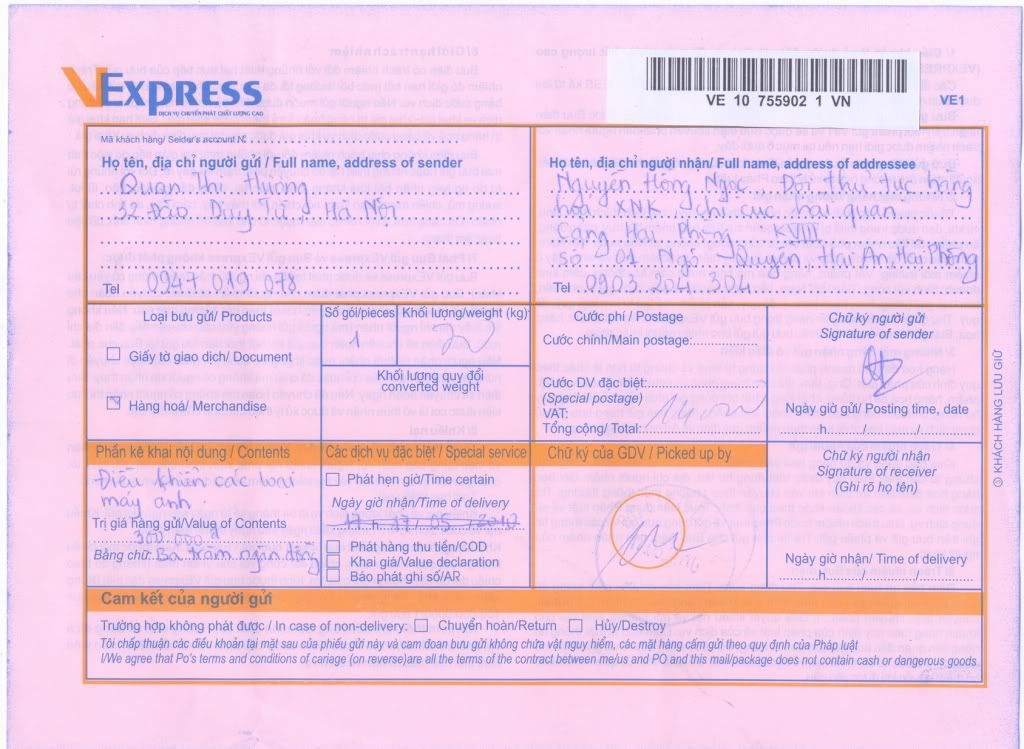 VEXPRESS
DỊCH VỤ CHUYỂN PHÁT CHẤT LƯỢNG CAO
VE 10 755902 1 VN
VE1
Mã khách hàng/ Seider's account №
Họ tên, địa chỉ người gửi / Full name, address of sender
Quan Thi Hương
32 Đào Duy Từ, Hà Nội
Tel 0947 019 078
Họ tên, địa chỉ người nhận/ Full name, address of addressee
Nguyễn Hồng Ngọc - Đội thủ tục hàng
hóa XNK - chi cục hải quan
Cảng Hải Phòng KVIII
số 01 Ngô Quyền, Hải An, Hải Phòng
Tel 0903 204 304
Loại bưu gửi/ Products
Giấy tờ giao dịch/ Document
Hàng hoá/ Merchandise
Số gói/pieces
1
Khối lượng/weight (kg)
Khối lượng quy đổi
converted weight
Cước phí / Postage
Cước chính/Main postage:
Cước DV đặc biệt:
(Special postage)
VAT:
Tổng cộng/ Total:
Chữ ký người gửi
Signature of sender
Ngày giờ gửi/ Posting time, date
h / /
Phần kê khai nội dung / Contents
Điều khiển các loại
máy ảnh.
Trị giá hàng gửi/Value of Contents
300.000 đ
Bằng chữ: Ba trăm ngàn đồng
Các dịch vụ đặc biệt / Special service
Phát hẹn giờ/Time certain
Ngày giờ nhận/Time of delivery
17 h 17 / 05 / 2010
Phát hàng thu tiền/COD
Khai giá/Value declaration
Báo phát ghi số/AR
Chữ ký của GDV / Picked up by
Chữ ký người nhận
Signature of receiver
(Ghi rõ họ tên)
Ngày giờ nhận/ Time of delivery
h / /
Cam kết của người gửi
Trường hợp không phát được / In case of non-delivery: Chuyển hoàn/Return Hủy/Destroy
Tôi chấp thuận các điều khoản tại mặt sau của phiếu gửi này và cam đoan bưu gửi không chứa vật nguy hiểm, các mặt hàng cấm gửi theo quy định của Pháp luật
I/We agree that Po's terms and conditions of cariage (on reverse)are all the terms of the contract between me/us and PO and this mail/package does not contain cash or dangerous goods
KHÁCH HÀNG LƯU GIỮ